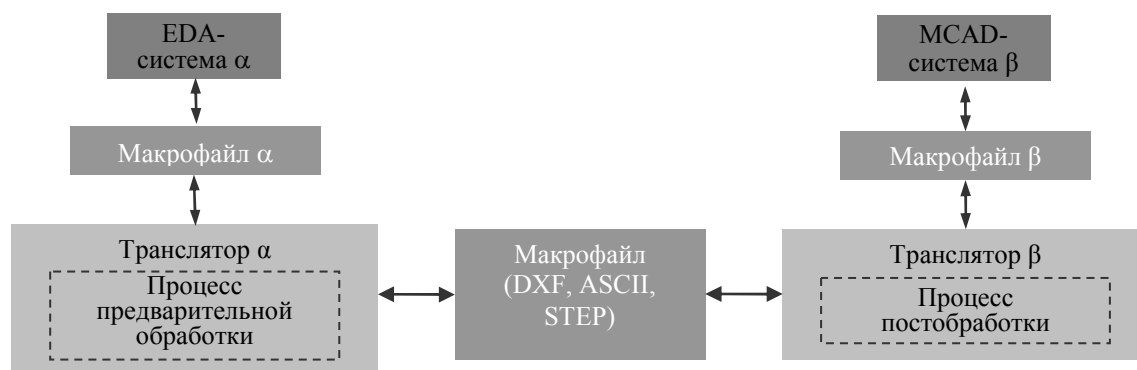 EDA-
система α
MCAD-
система β
Макрофайл α
Макрофайл β
Транслятор α
Процесс
предварительной
обработки
Макрофайл
(DXF, ASCII,
STEP)
Транслятор β
Процесс
постобработки